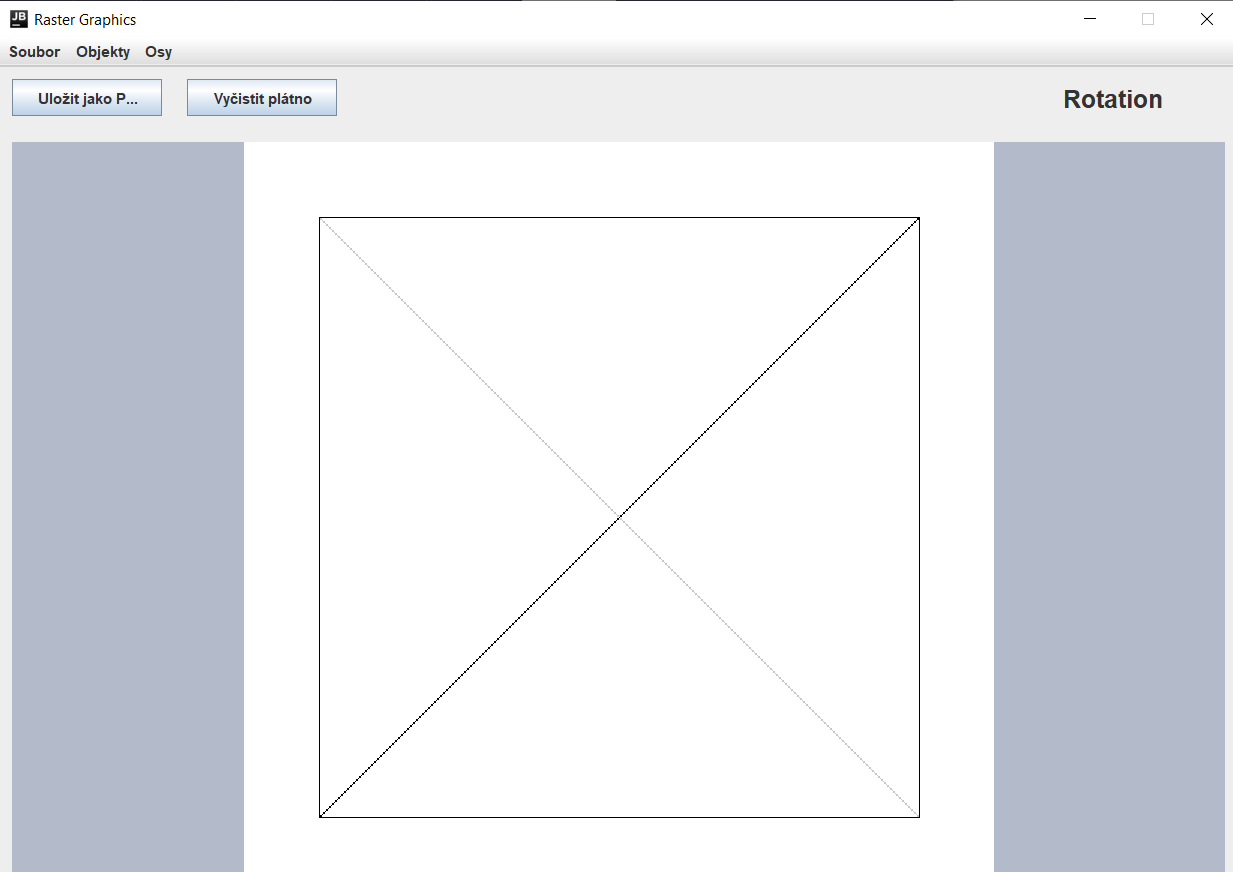 JB Raster Graphics
Soubor Objekty Osy
Uložit jako P... Vyčistit plátno Rotation